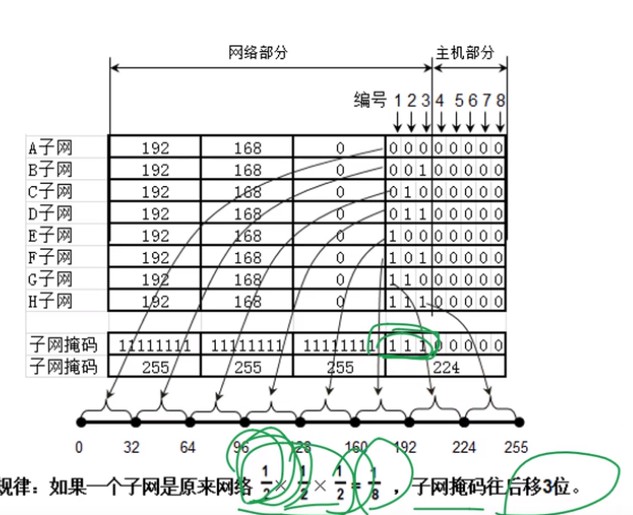 网络部分 主机部分
编号 1 2 3 4 5 6 7 8
A子网 192 168 0 0 0 0 0 0 0 0 0
B子网 192 168 0 0 0 1 0 0 0 0 0
C子网 192 168 0 0 1 0 0 0 0 0 0
D子网 192 168 0 0 1 1 0 0 0 0 0
E子网 192 168 0 1 0 0 0 0 0 0 0
F子网 192 168 0 1 0 1 0 0 0 0 0
G子网 192 168 0 1 1 0 0 0 0 0 0
H子网 192 168 0 1 1 1 0 0 0 0 0
子网掩码 11111111 11111111 11111111 1 1 1 0 0 0 0 0
子网掩码 255 255 255 224
0 32 64 96 128 160 192 224 255
规律：如果一个子网是原来网络 1/2 × 1/2 × 1/2 = 1/8 ，子网掩码往后移3位。